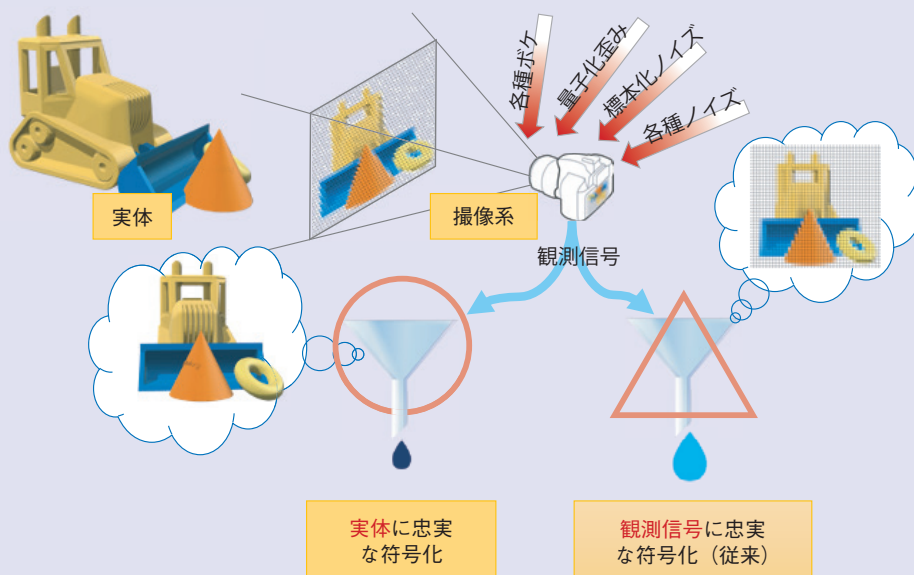 各種ボケ
量子化歪み
標本化ノイズ
各種ノイズ
実体
撮像系
観測信号
実体に忠実
な符号化
観測信号に忠実
な符号化（従来）